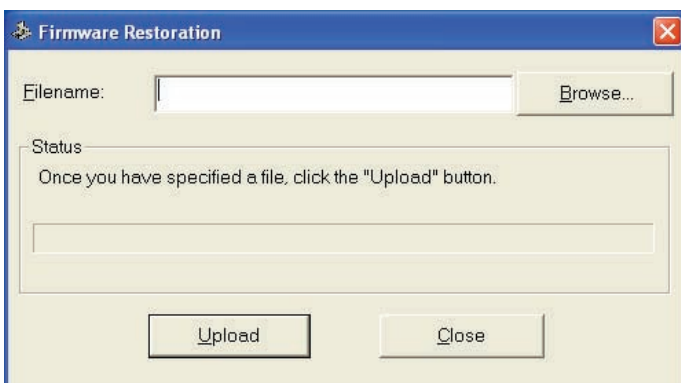 Firmware Restoration
Filename:
Browse...
Status
Once you have specified a file, click the "Upload" button.
Upload
Close